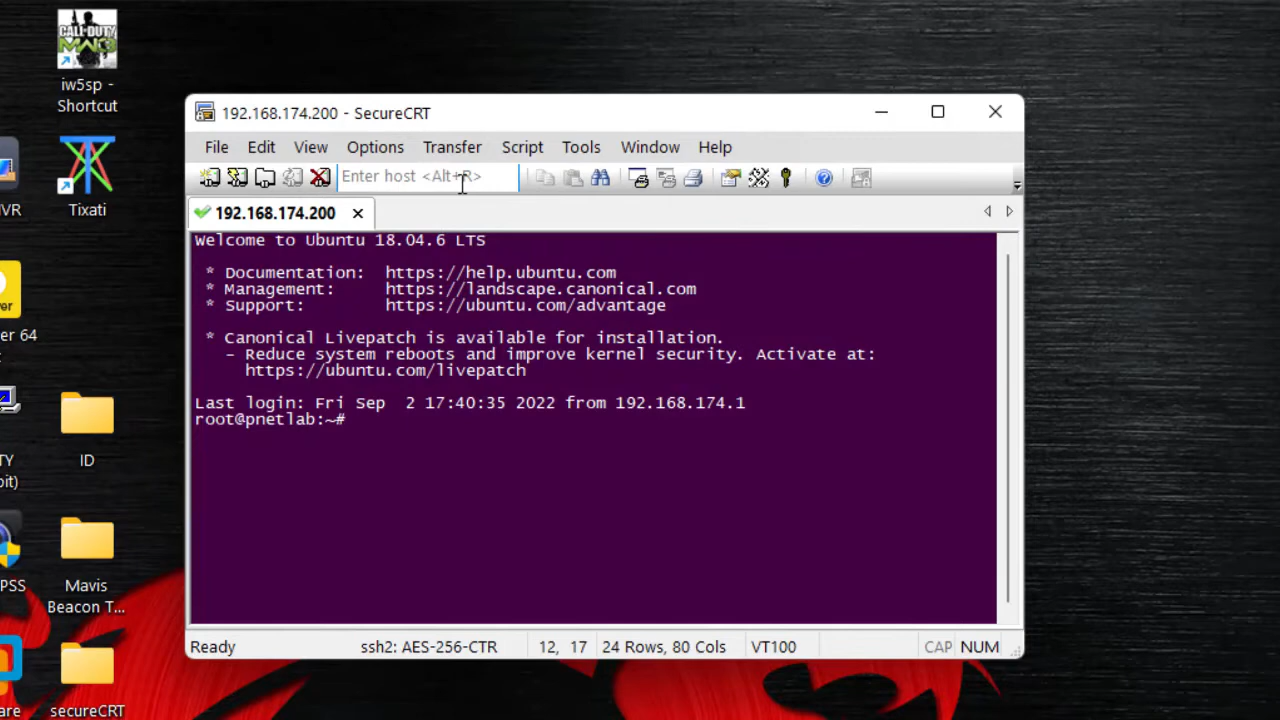 CALL·DUTY
MW3
iw5sp -
Shortcut
Tixati
ID
Mavis
Beacon T...
secureCRT
VR
er 64
TY
bit)
PSS
are
192.168.174.200 - SecureCRT
File Edit View Options Transfer Script Tools Window Help
Enter host <Alt+R>
192.168.174.200
Welcome to Ubuntu 18.04.6 LTS
* Documentation: https://help.ubuntu.com
* Management: https://landscape.canonical.com
* Support: https://ubuntu.com/advantage
* Canonical Livepatch is available for installation.
- Reduce system reboots and improve kernel security. Activate at:
https://ubuntu.com/livepatch
Last login: Fri Sep 2 17:40:35 2022 from 192.168.174.1
root@pnetlab:~#
Ready ssh2: AES-256-CTR 12, 17 24 Rows, 80 Cols VT100 CAP NUM